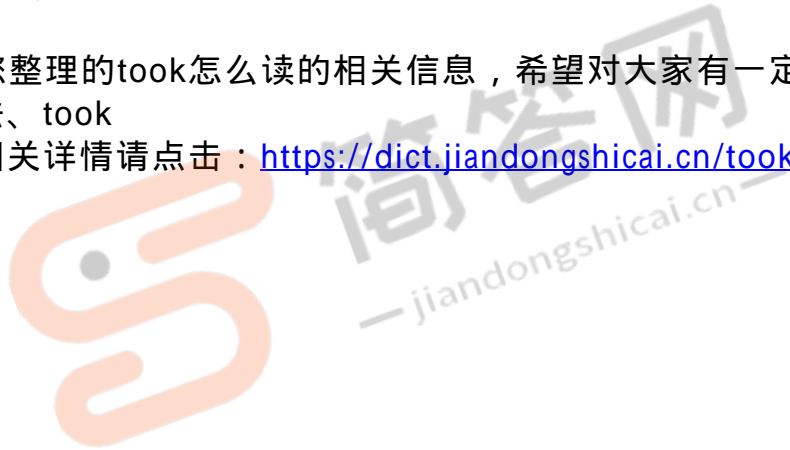 整理的took怎么读的相关信息，希望对大家有一定
、took
关详情请点击：https://dict.jiandongshicai.cn/took
简答网
jiandongshicai.cn